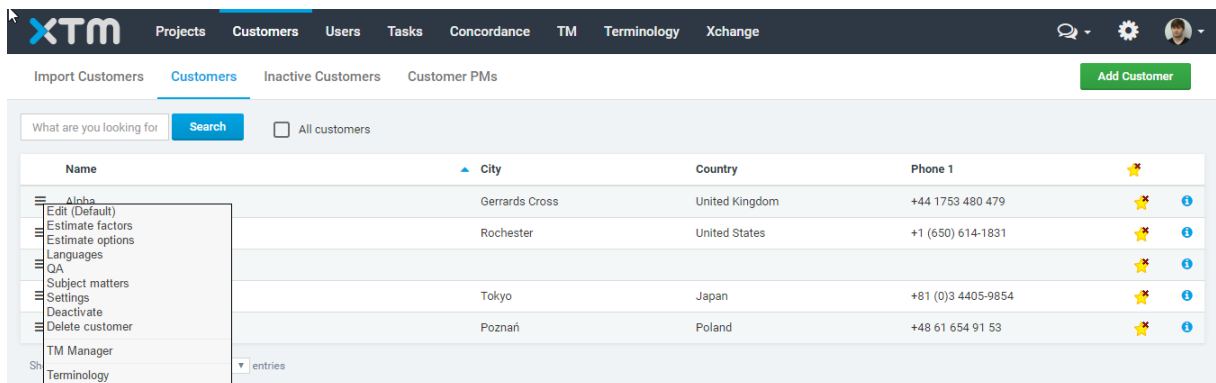 XTM Projects Customers Users Tasks Concordance TM Terminology Xchange
Import Customers Customers Inactive Customers Customer PMs Add Customer
What are you looking for Search All customers
Name City Country Phone 1
Alpha Gerrards Cross United Kingdom +44 1753 480 479
Edit (Default)
Estimate factors
Rochester United States +1 (650) 614-1831
Estimate options
Languages
QA
Subject matters
Settings
Tokyo Japan +81 (0)3 4405-9854
Deactivate
Delete customer
Poznań Poland +48 61 654 91 53
TM Manager
entries
Terminology